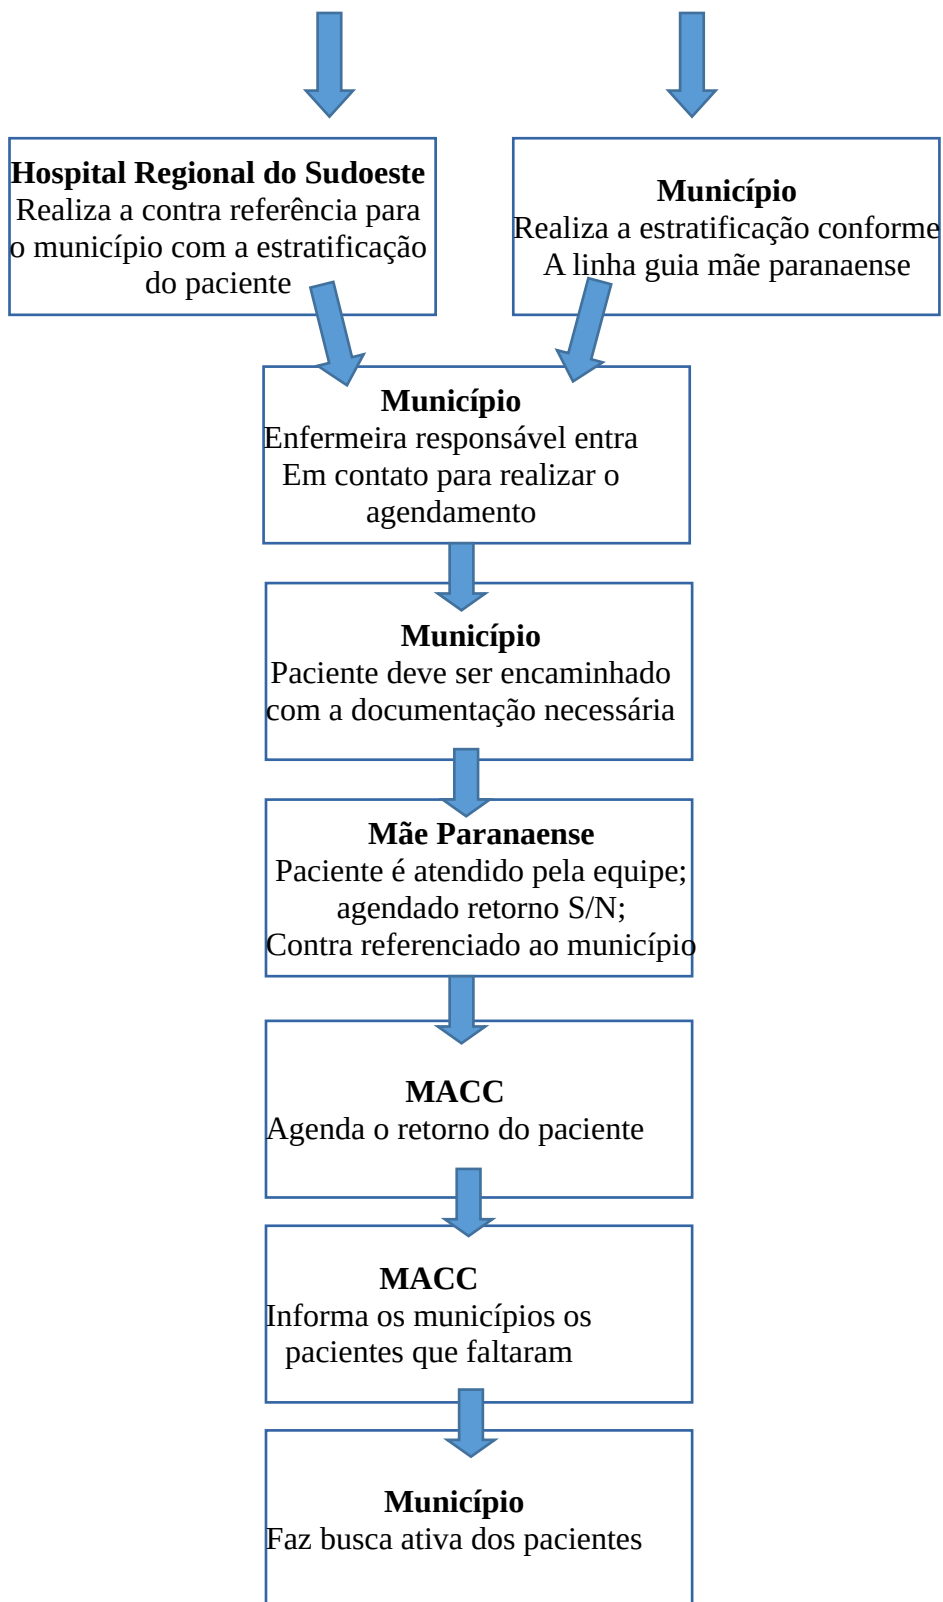 Hospital Regional do Sudoeste
Realiza a contra referência para
o município com a estratificação
do paciente
Município
Realiza a estratificação conforme
A linha guia mãe paranaense
Município
Enfermeira responsável entra
Em contato para realizar o
agendamento
Município
Paciente deve ser encaminhado
com a documentação necessária
Mãe Paranaense
Paciente é atendido pela equipe;
agendado retorno S/N;
Contra referenciado ao município
MACC
Agenda o retorno do paciente
MACC
Informa os municípios os
pacientes que faltaram
Município
Faz busca ativa dos pacientes